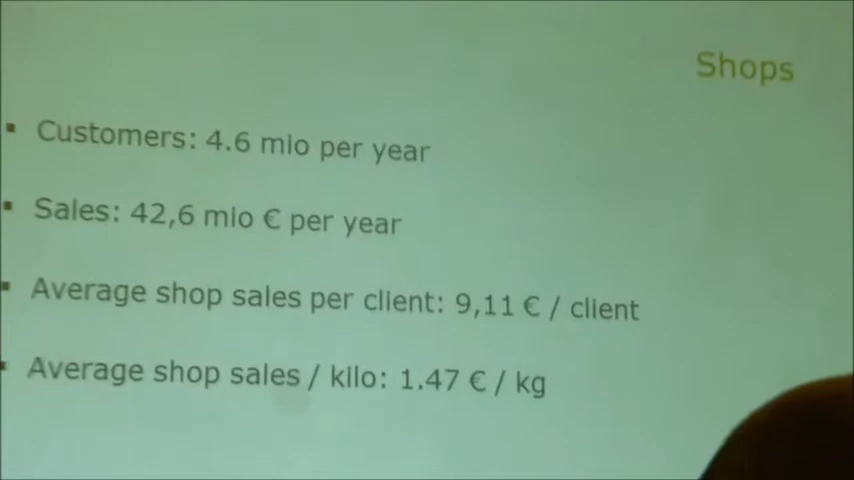 Shops
▪ Customers: 4.6 mio per year
▪ Sales: 42,6 mio € per year
▪ Average shop sales per client: 9,11 € / client
▪ Average shop sales / kilo: 1.47 € / kg